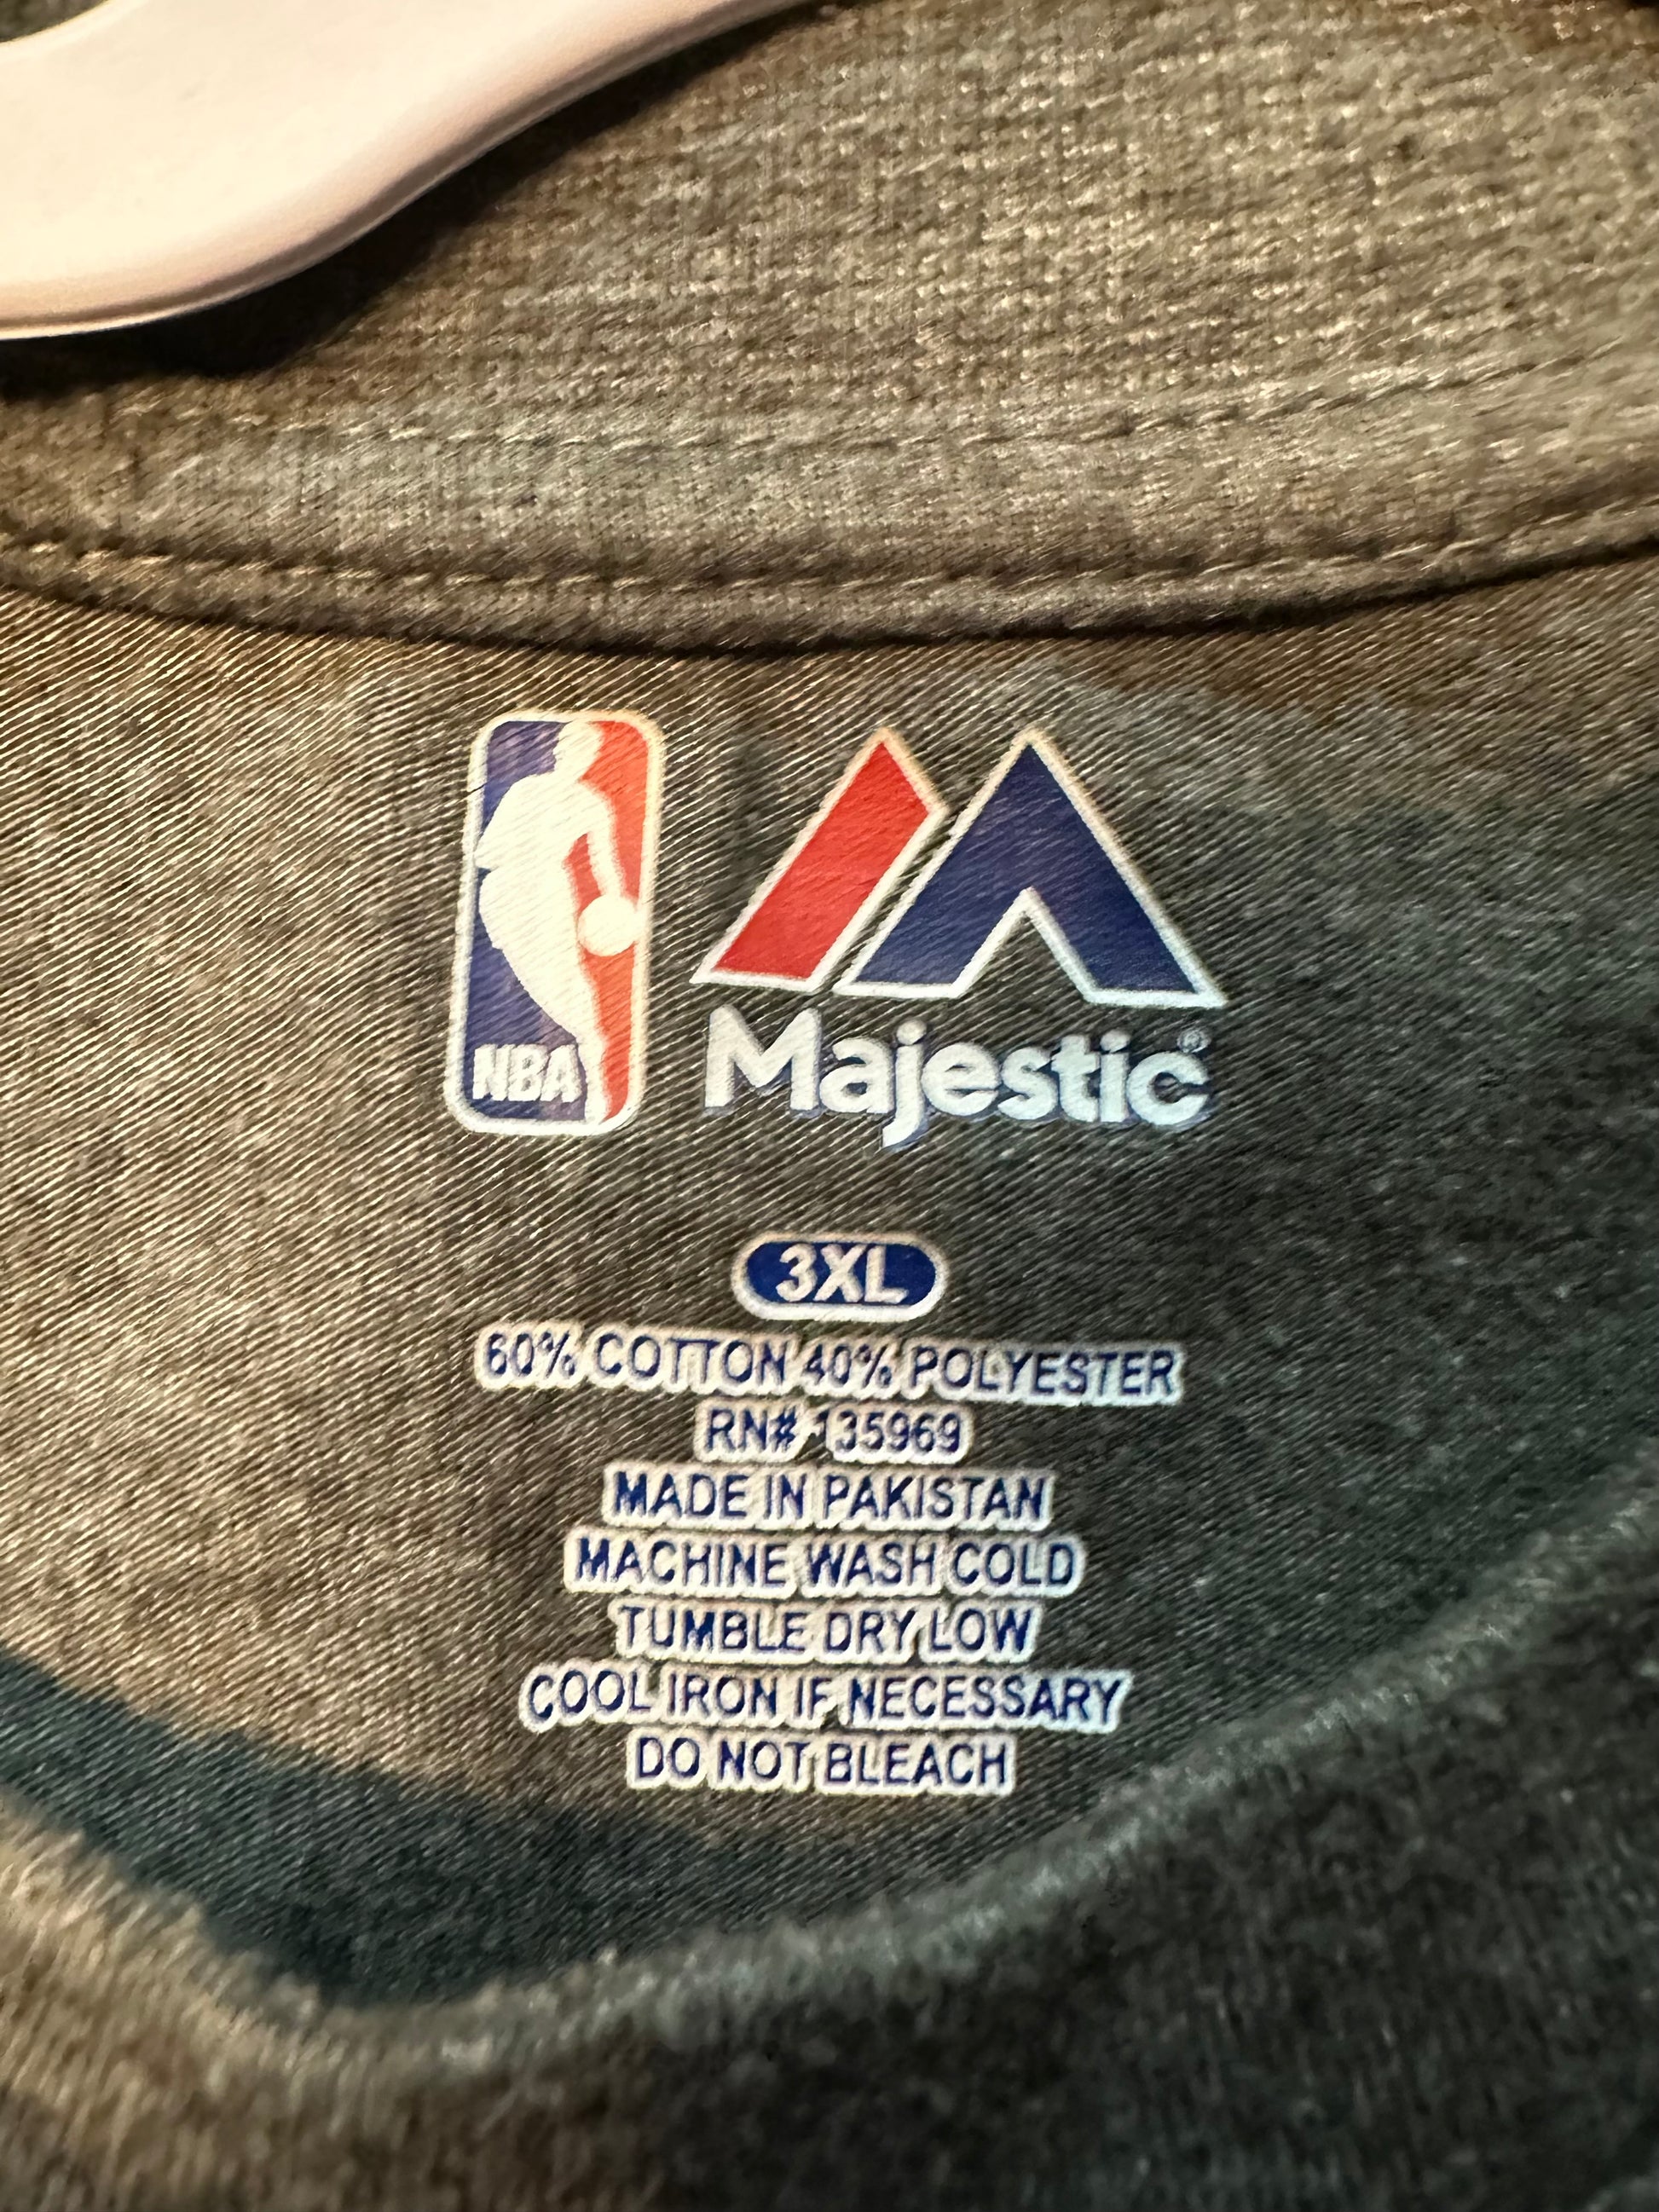 NBA
Majestic®
3XL
60% COTTON 40% POLYESTER
RN# 135969
MADE IN PAKISTAN
MACHINE WASH COLD
TUMBLE DRY LOW
COOL IRON IF NECESSARY
DO NOT BLEACH